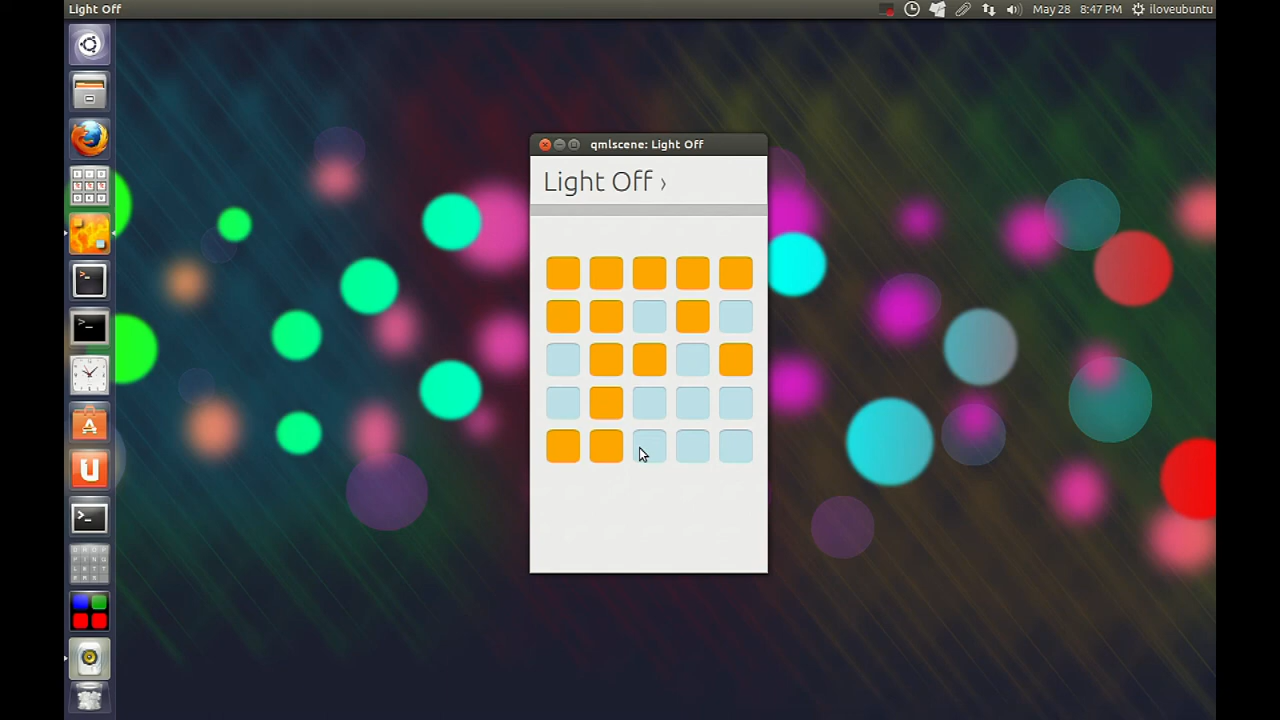 Light Off
May 28 8:47 PM iloveubuntu
qmlscene: Light Off
Light Off ›